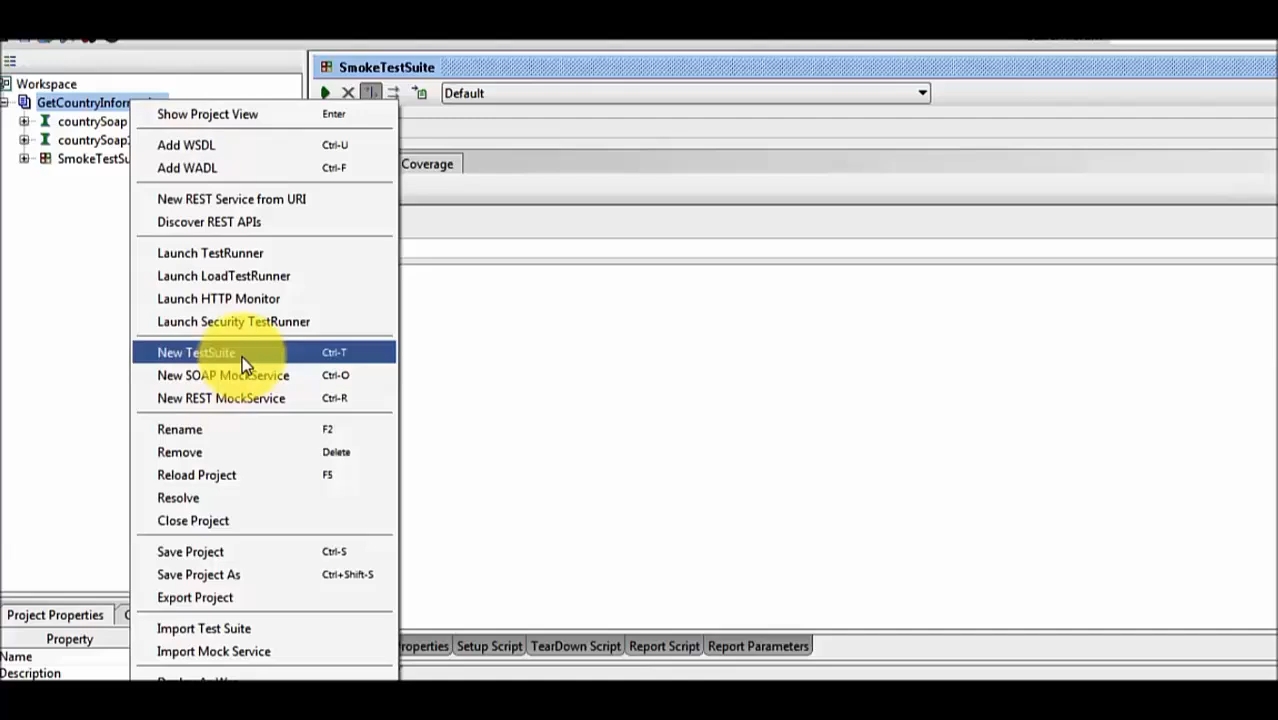 SmokeTestSuite
Workspace
Default
GetCountryInfor
countrySoap
countrySoap
SmokeTestSu
Coverage
Show Project View Enter
Add WSDL Ctrl-U
Add WADL Ctrl-F
New REST Service from URI
Discover REST APIs
Launch TestRunner
Launch LoadTestRunner
Launch HTTP Monitor
Launch Security TestRunner
New TestSuite Ctrl-T
New SOAP MockService Ctrl-O
New REST MockService Ctrl-R
Rename F2
Remove Delete
Reload Project F5
Resolve
Close Project
Save Project Ctrl-S
Save Project As Ctrl+Shift-S
Export Project
Import Test Suite
Import Mock Service
Project Properties
Property
Name
Description
roperties Setup Script TearDown Script Report Script Report Parameters